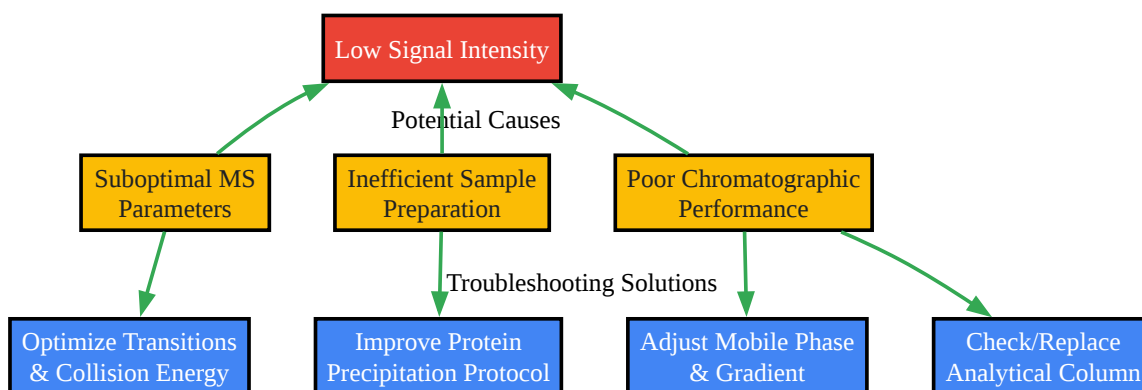 Low Signal Intensity
Potential Causes
Suboptimal MS
Parameters
Inefficient Sample
Preparation
Poor Chromatographic
Performance
Troubleshooting Solutions
Optimize Transitions
& Collision Energy
Improve Protein
Precipitation Protocol
Adjust Mobile Phase
& Gradient
Check/Replace
Analytical Column